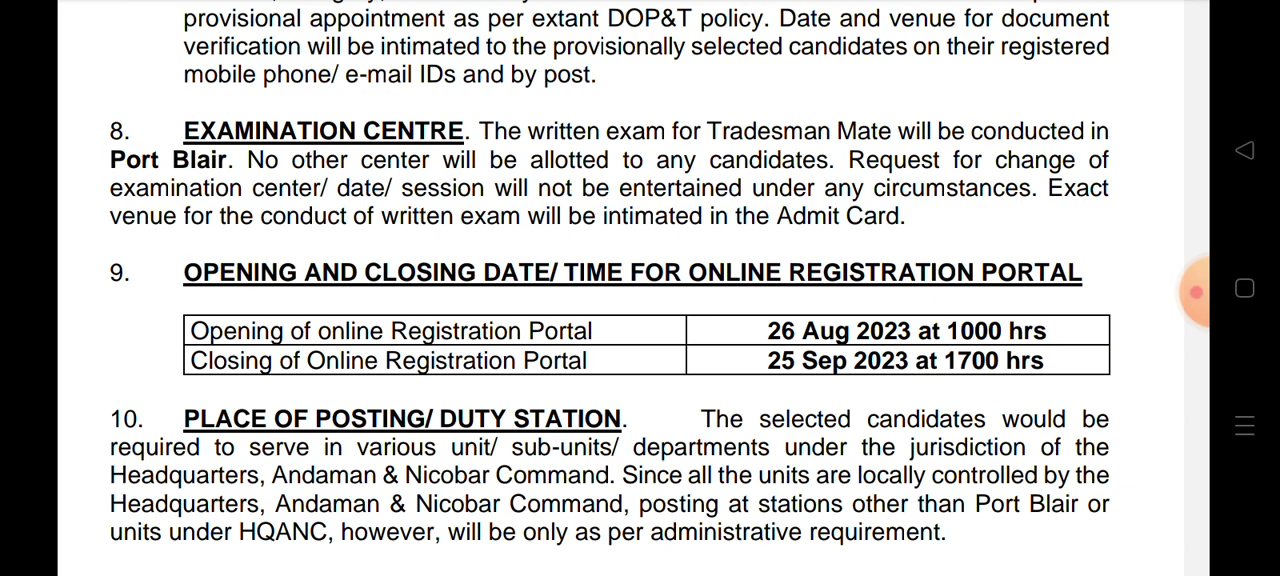 provisional appointment as per extant DOP&T policy. Date and venue for document
verification will be intimated to the provisionally selected candidates on their registered
mobile phone/ e-mail IDs and by post.
8. EXAMINATION CENTRE. The written exam for Tradesman Mate will be conducted in
Port Blair. No other center will be allotted to any candidates. Request for change of
examination center/ date/ session will not be entertained under any circumstances. Exact
venue for the conduct of written exam will be intimated in the Admit Card.
9. OPENING AND CLOSING DATE/ TIME FOR ONLINE REGISTRATION PORTAL
Opening of online Registration Portal 26 Aug 2023 at 1000 hrs
Closing of Online Registration Portal 25 Sep 2023 at 1700 hrs
10. PLACE OF POSTING/ DUTY STATION. The selected candidates would be
required to serve in various unit/ sub-units/ departments under the jurisdiction of the
Headquarters, Andaman & Nicobar Command. Since all the units are locally controlled by the
Headquarters, Andaman & Nicobar Command, posting at stations other than Port Blair or
units under HQANC, however, will be only as per administrative requirement.